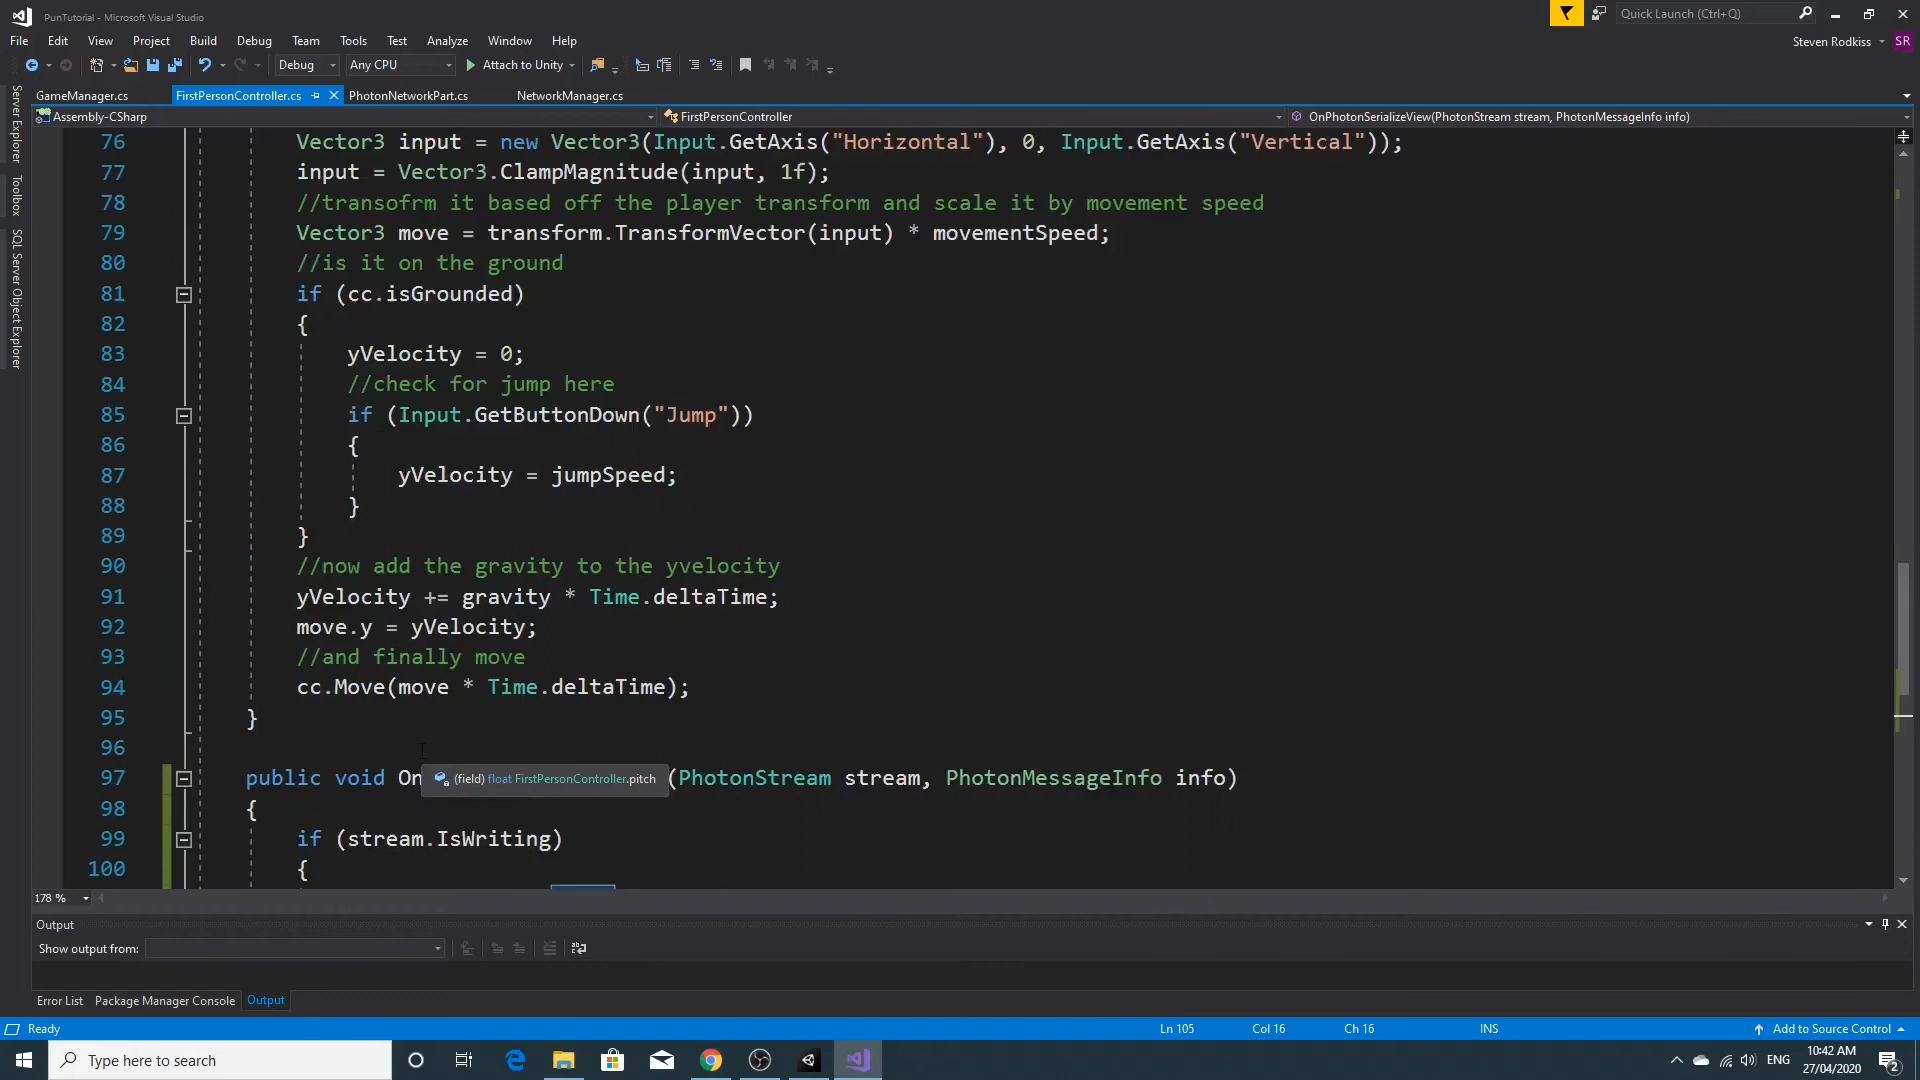 PunTutorial - Microsoft Visual Studio
Quick Launch (Ctrl+Q)
File Edit View Project Build Debug Team Tools Test Analyze Window Help
Steven Rodkiss SR
Debug Any CPU Attach to Unity
GameManager.cs FirstPersonController.cs PhotonNetworkPart.cs NetworkManager.cs
Assembly-CSharp FirstPersonController OnPhotonSerializeView(PhotonStream stream, PhotonMessageInfo info)
Server Explorer
Toolbox
SQL Server Object Explorer
76 Vector3 input = new Vector3(Input.GetAxis("Horizontal"), 0, Input.GetAxis("Vertical"));
77 input = Vector3.ClampMagnitude(input, 1f);
78 //transofrm it based off the player transform and scale it by movement speed
79 Vector3 move = transform.TransformVector(input) * movementSpeed;
80 //is it on the ground
81 if (cc.isGrounded)
82 {
83 yVelocity = 0;
84 //check for jump here
85 if (Input.GetButtonDown("Jump"))
86 {
87 yVelocity = jumpSpeed;
88 }
89 }
90 //now add the gravity to the yvelocity
91 yVelocity += gravity * Time.deltaTime;
92 move.y = yVelocity;
93 //and finally move
94 cc.Move(move * Time.deltaTime);
95 }
96
97 public void On (PhotonStream stream, PhotonMessageInfo info)
(field) float FirstPersonController.pitch
98 {
99 if (stream.IsWriting)
100 {
178 %
Output
Show output from:
Error List Package Manager Console Output
Ready Ln 105 Col 16 Ch 16 INS Add to Source Control
Type here to search
ENG
10:42 AM
27/04/2020
2